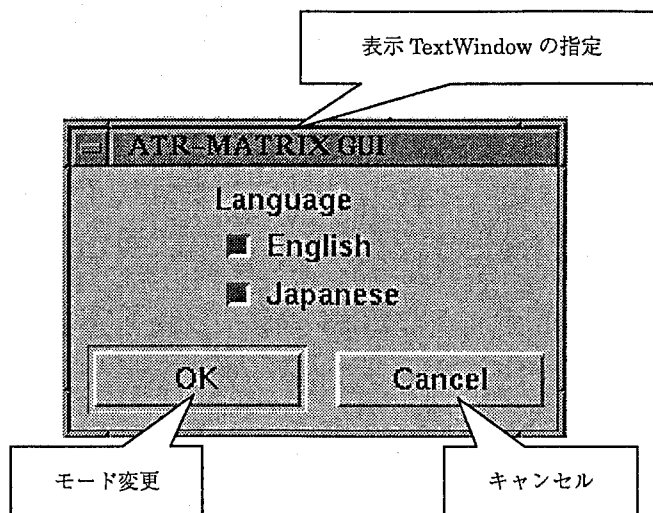 表示 TextWindow の指定
ATR-MATRIX GUI
Language
English
Japanese
OK
Cancel
モード変更
キャンセル